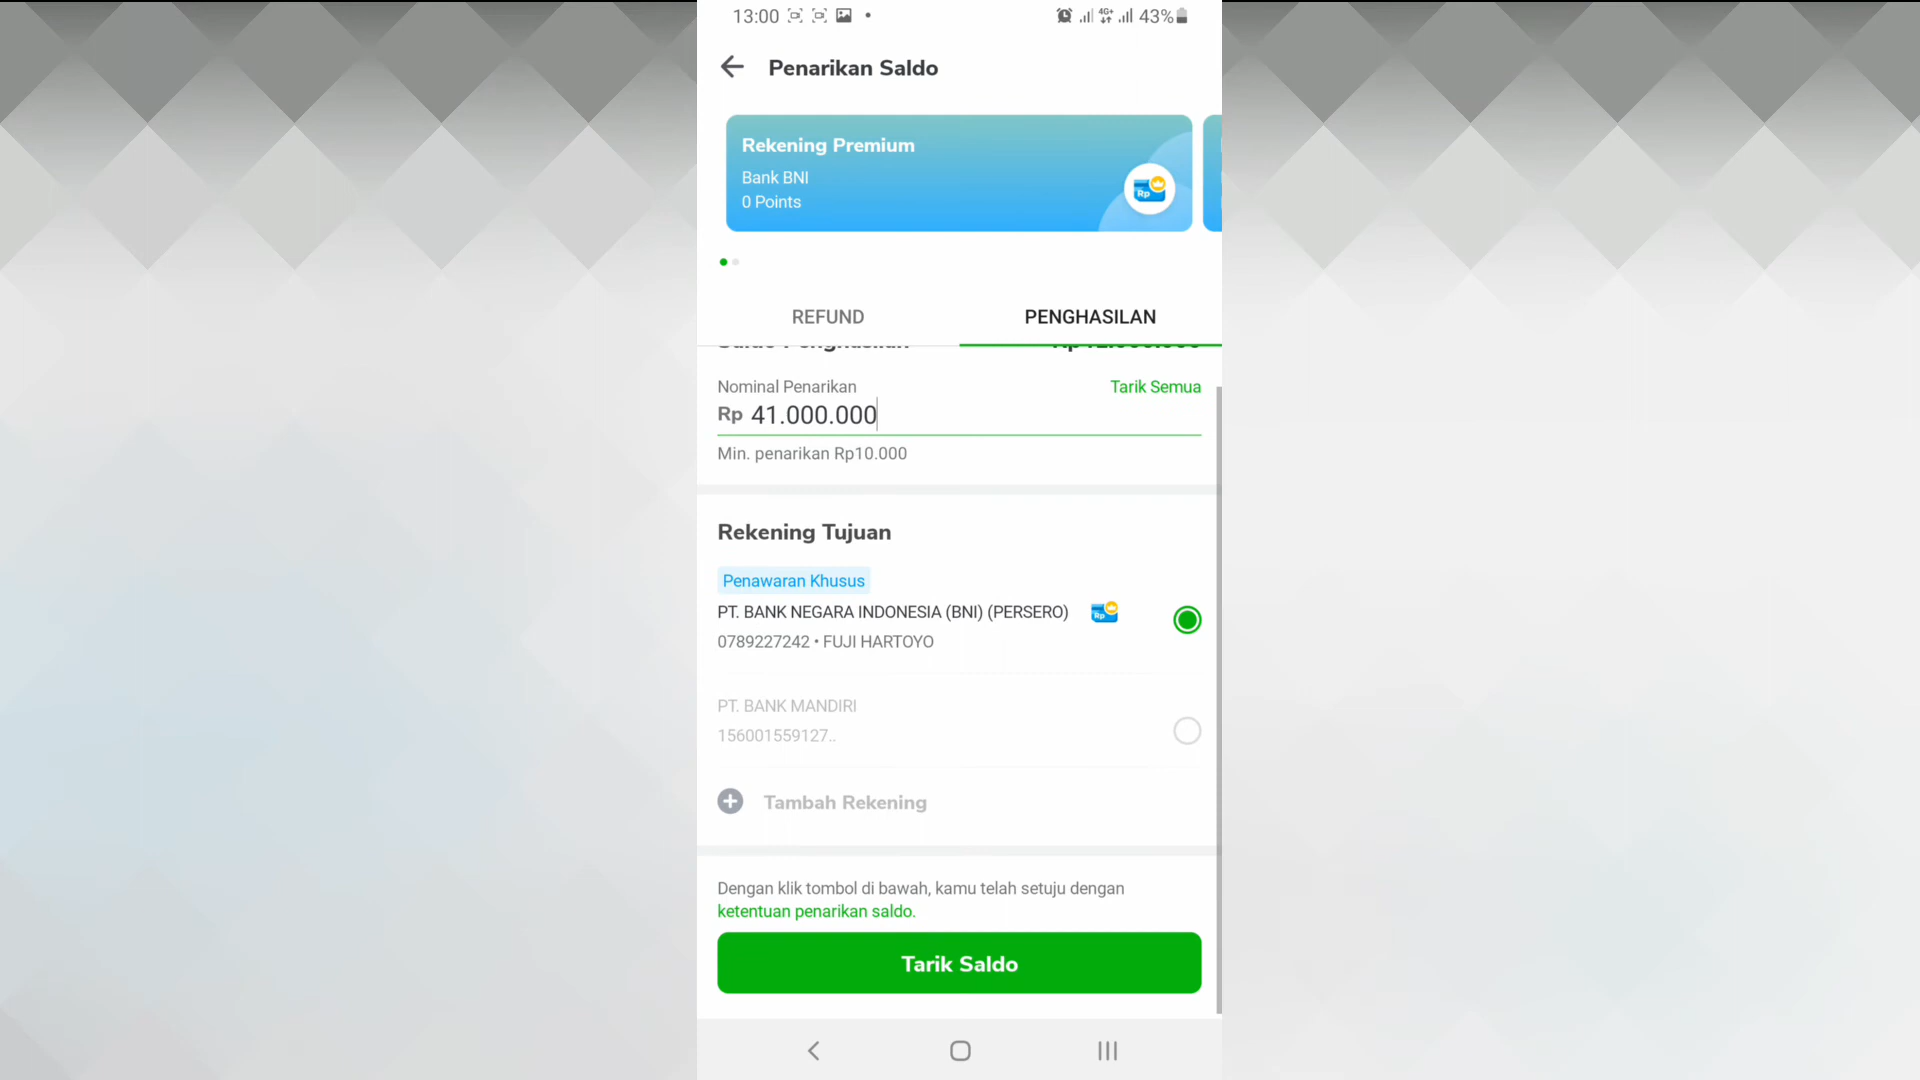 13:00 4G+ 43%
Penarikan Saldo
Rekening Premium
Bank BNI
0 Points
Rp
REFUND PENGHASILAN
Nominal Penarikan Tarik Semua
Rp 41.000.000
Min. penarikan Rp10.000
Rekening Tujuan
Penawaran Khusus
PT. BANK NEGARA INDONESIA (BNI) (PERSERO) Rp
0789227242 • FUJI HARTOYO
PT. BANK MANDIRI
156001559127..
Tambah Rekening
Dengan klik tombol di bawah, kamu telah setuju dengan
ketentuan penarikan saldo.
Tarik Saldo